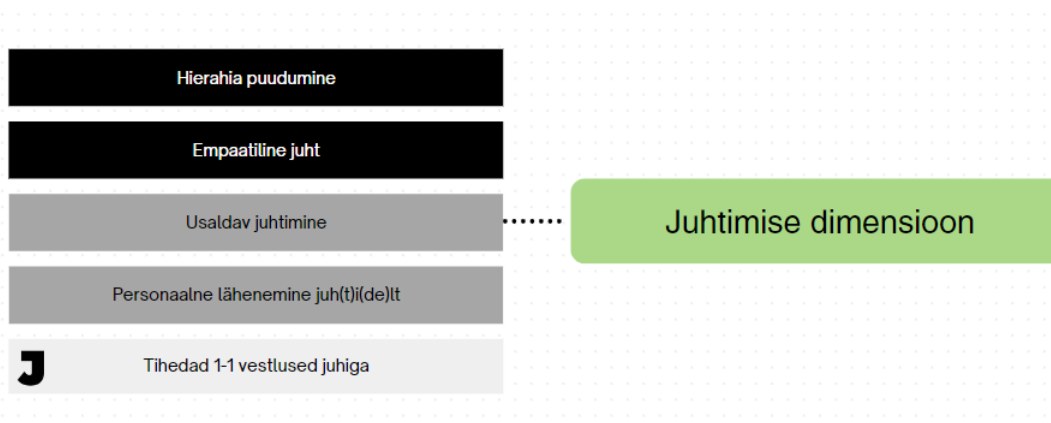 Hierahia puudumine
Empaatiline juht
Usaldav juhtimine
Juhtimise dimensioon
Personaalne lähenemine juh(t)i(de)lt
J
Tihedad 1-1 vestlused juhiga